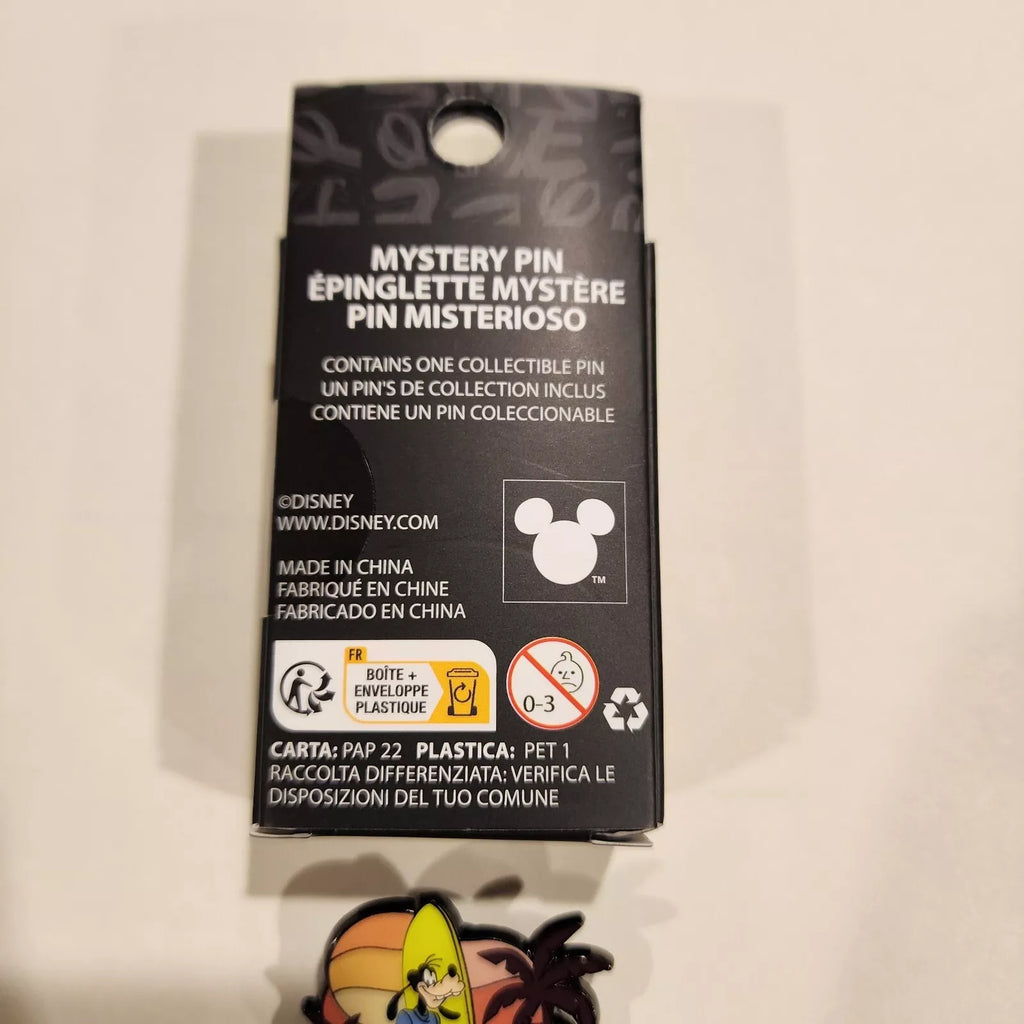 MYSTERY PIN
ÉPINGLETTE MYSTÈRE
PIN MISTERIOSO
CONTAINS ONE COLLECTIBLE PIN
UN PIN'S DE COLLECTION INCLUS
CONTIENE UN PIN COLECCIONABLE
©DISNEY
WWW.DISNEY.COM
MADE IN CHINA
FABRIQUÉ EN CHINE
FABRICADO EN CHINA
TM
FR
BOÎTE +
ENVELOPPE
PLASTIQUE
0-3
CARTA: PAP 22 PLASTICA: PET 1
RACCOLTA DIFFERENZIATA: VERIFICA LE
DISPOSIZIONI DEL TUO COMUNE